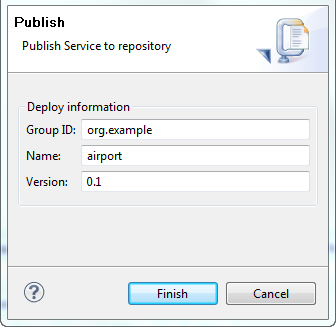 Publish
Publish Service to repository
Deploy information
Group ID: org.example
Name: airport
Version: 0.1
? Finish Cancel